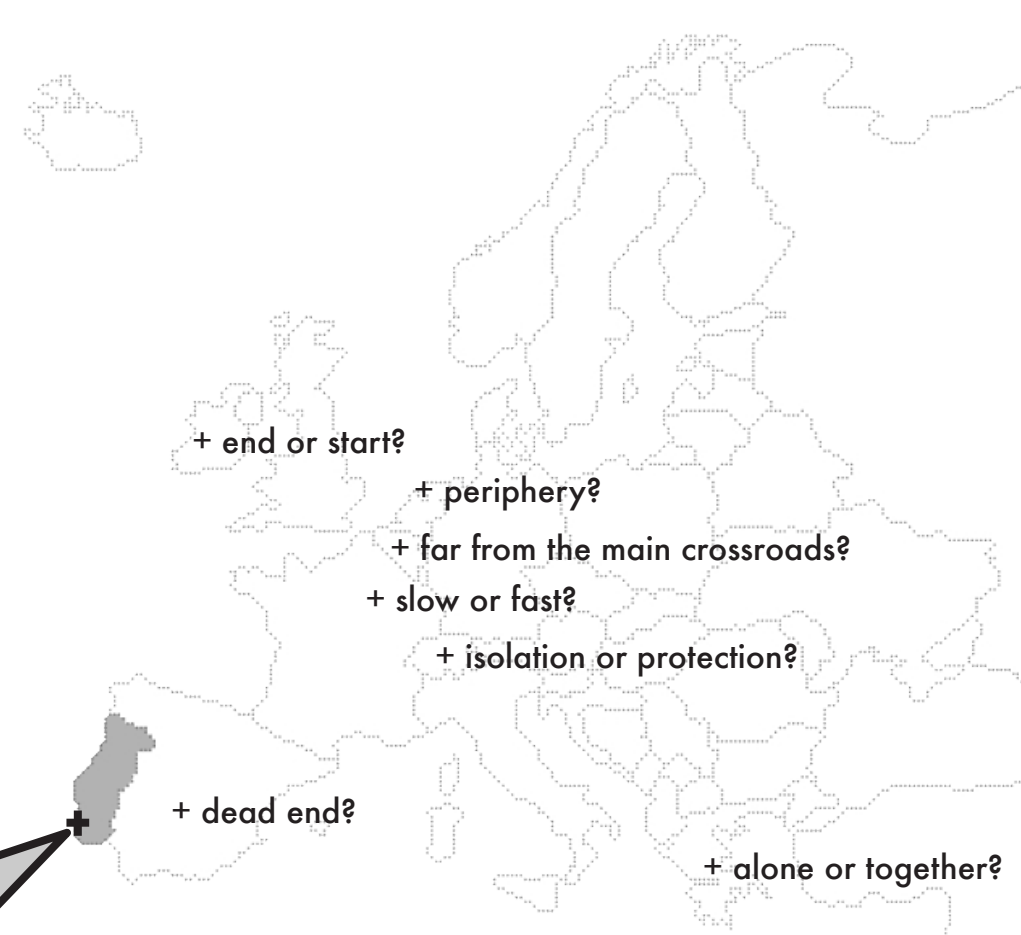 + end or start?
+ periphery?
+ far from the main crossroads?
+ slow or fast?
+ isolation or protection?
+ dead end?
+ alone or together?